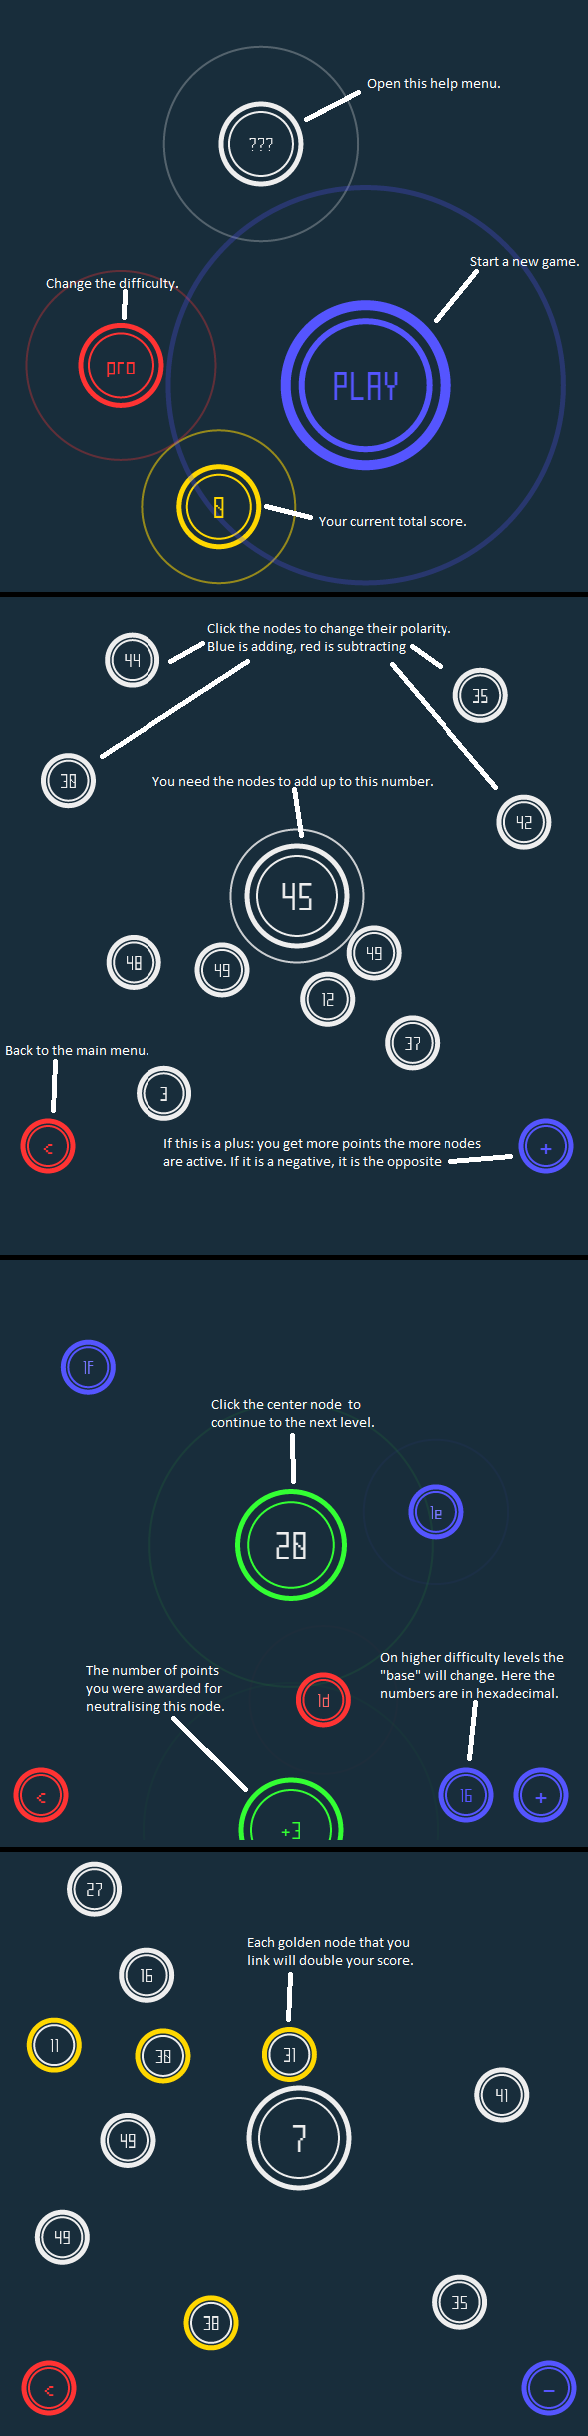 Open this help menu.
???
Start a new game.
Change the difficulty.
pro
PLAY
0
Your current total score.
Click the nodes to change their polarity.
Blue is adding, red is subtracting
44
35
30
You need the nodes to add up to this number.
42
45
49
48
49
12
37
Back to the main menu.
3
If this is a plus: you get more points the more nodes
are active. If it is a negative, it is the opposite
<
+
1F
Click the center node to
continue to the next level.
1e
20
On higher difficulty levels the
"base" will change. Here the
numbers are in hexadecimal.
The number of points
you were awarded for
neutralising this node.
1d
<
16
+
+3
27
Each golden node that you
link will double your score.
16
11
30
31
41
49
7
49
35
38
<
-